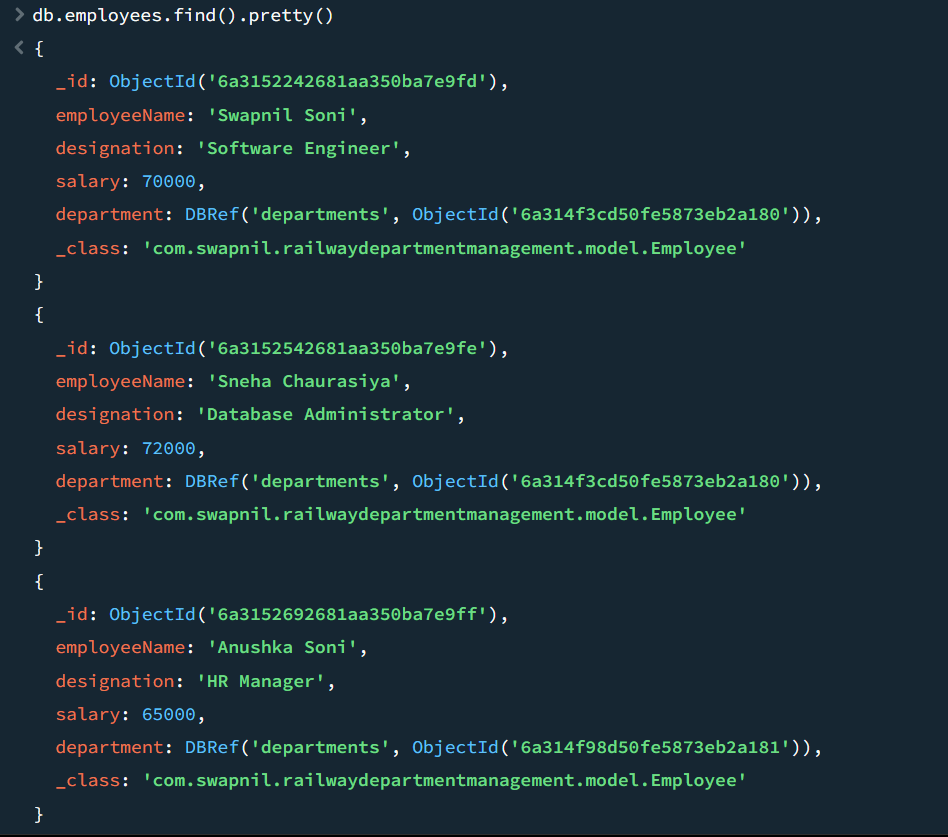 > db.employees.find().pretty()
< {
_id: ObjectId('6a3152242681aa350ba7e9fd'),
employeeName: 'Swapnil Soni',
designation: 'Software Engineer',
salary: 70000,
department: DBRef('departments', ObjectId('6a314f3cd50fe5873eb2a180')),
_class: 'com.swapnil.railwaydepartmentmanagement.model.Employee'
}
{
_id: ObjectId('6a3152542681aa350ba7e9fe'),
employeeName: 'Sneha Chaurasiya',
designation: 'Database Administrator',
salary: 72000,
department: DBRef('departments', ObjectId('6a314f3cd50fe5873eb2a180')),
_class: 'com.swapnil.railwaydepartmentmanagement.model.Employee'
}
{
_id: ObjectId('6a3152692681aa350ba7e9ff'),
employeeName: 'Anushka Soni',
designation: 'HR Manager',
salary: 65000,
department: DBRef('departments', ObjectId('6a314f98d50fe5873eb2a181')),
_class: 'com.swapnil.railwaydepartmentmanagement.model.Employee'
}